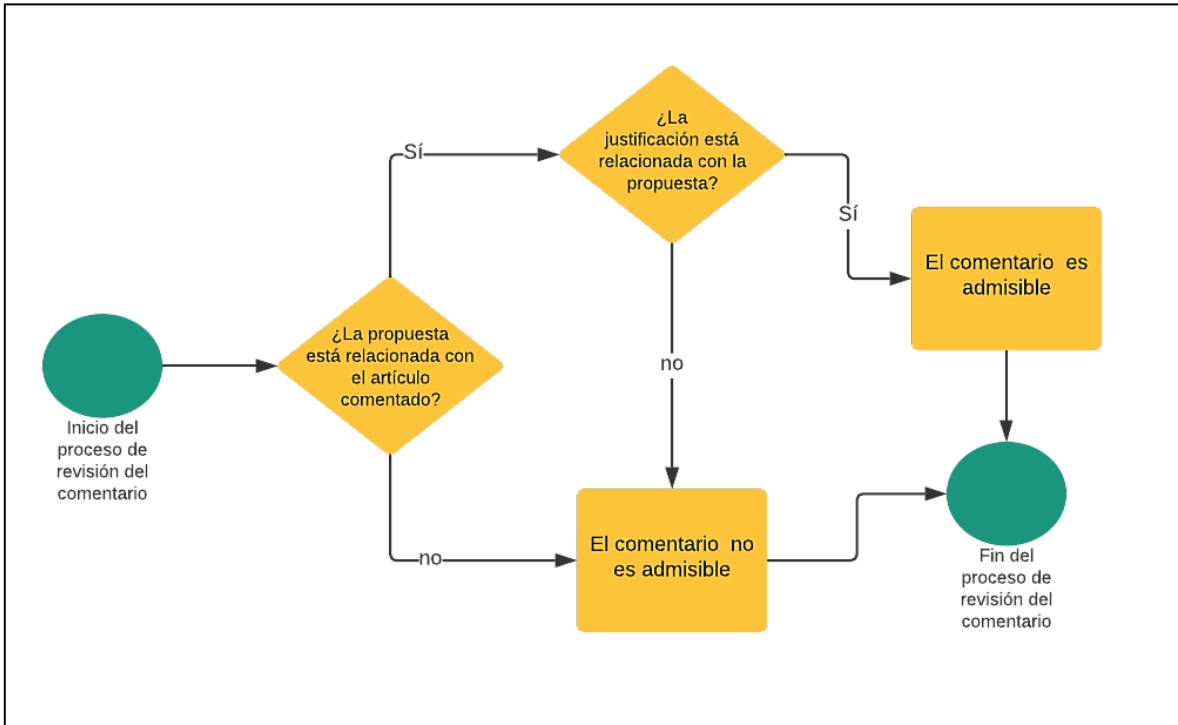 Inicio del
proceso de
revisión del
comentario
¿La propuesta
está relacionada con
el artículo
comentado?
Sí
¿La
justificación está
relacionada con la
propuesta?
Sí
El comentario es
admisible
no
no
El comentario no
es admisible
Fin del
proceso de
revisión del
comentario